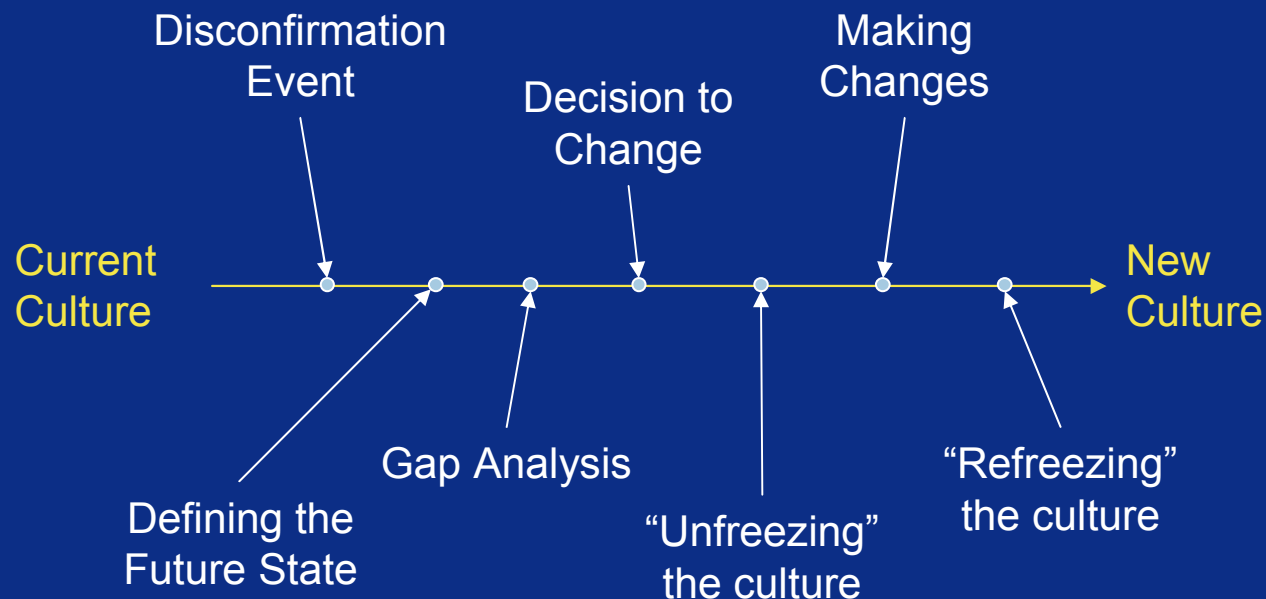 Disconfirmation
Event
Decision to
Change
Making
Changes
Current
Culture
New
Culture
Defining the
Future State
Gap Analysis
“Unfreezing”
the culture
“Refreezing”
the culture